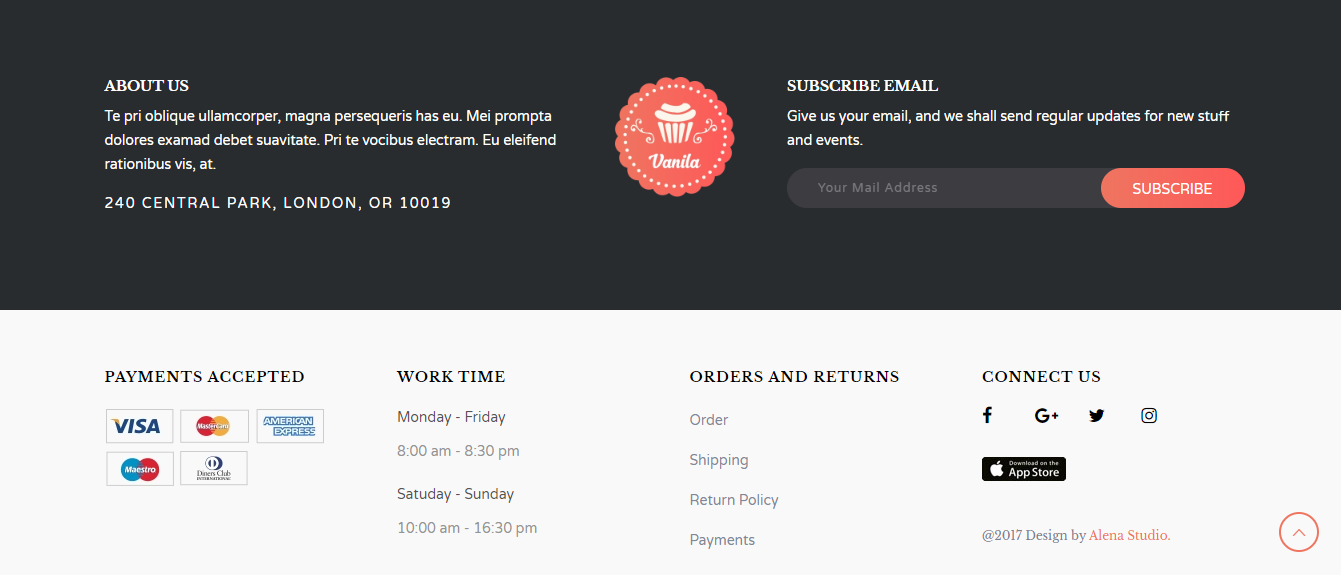 ABOUT US
Te pri oblique ullamcorper, magna persequeris has eu. Mei prompta
dolores examad debet suavitate. Pri te vocibus electram. Eu eleifend
rationibus vis, at.
240 CENTRAL PARK, LONDON, OR 10019
Vanila
SUBSCRIBE EMAIL
Give us your email, and we shall send regular updates for new stuff
and events.
Your Mail Address
SUBSCRIBE
PAYMENTS ACCEPTED
VISA
MasterCard
AMERICAN
EXPRESS
Maestro
Diners Club
INTERNATIONAL
WORK TIME
Monday - Friday
8:00 am - 8:30 pm
Satuday - Sunday
10:00 am - 16:30 pm
ORDERS AND RETURNS
Order
Shipping
Return Policy
Payments
CONNECT US
G+
Download on the
App Store
@2017 Design by Alena Studio.